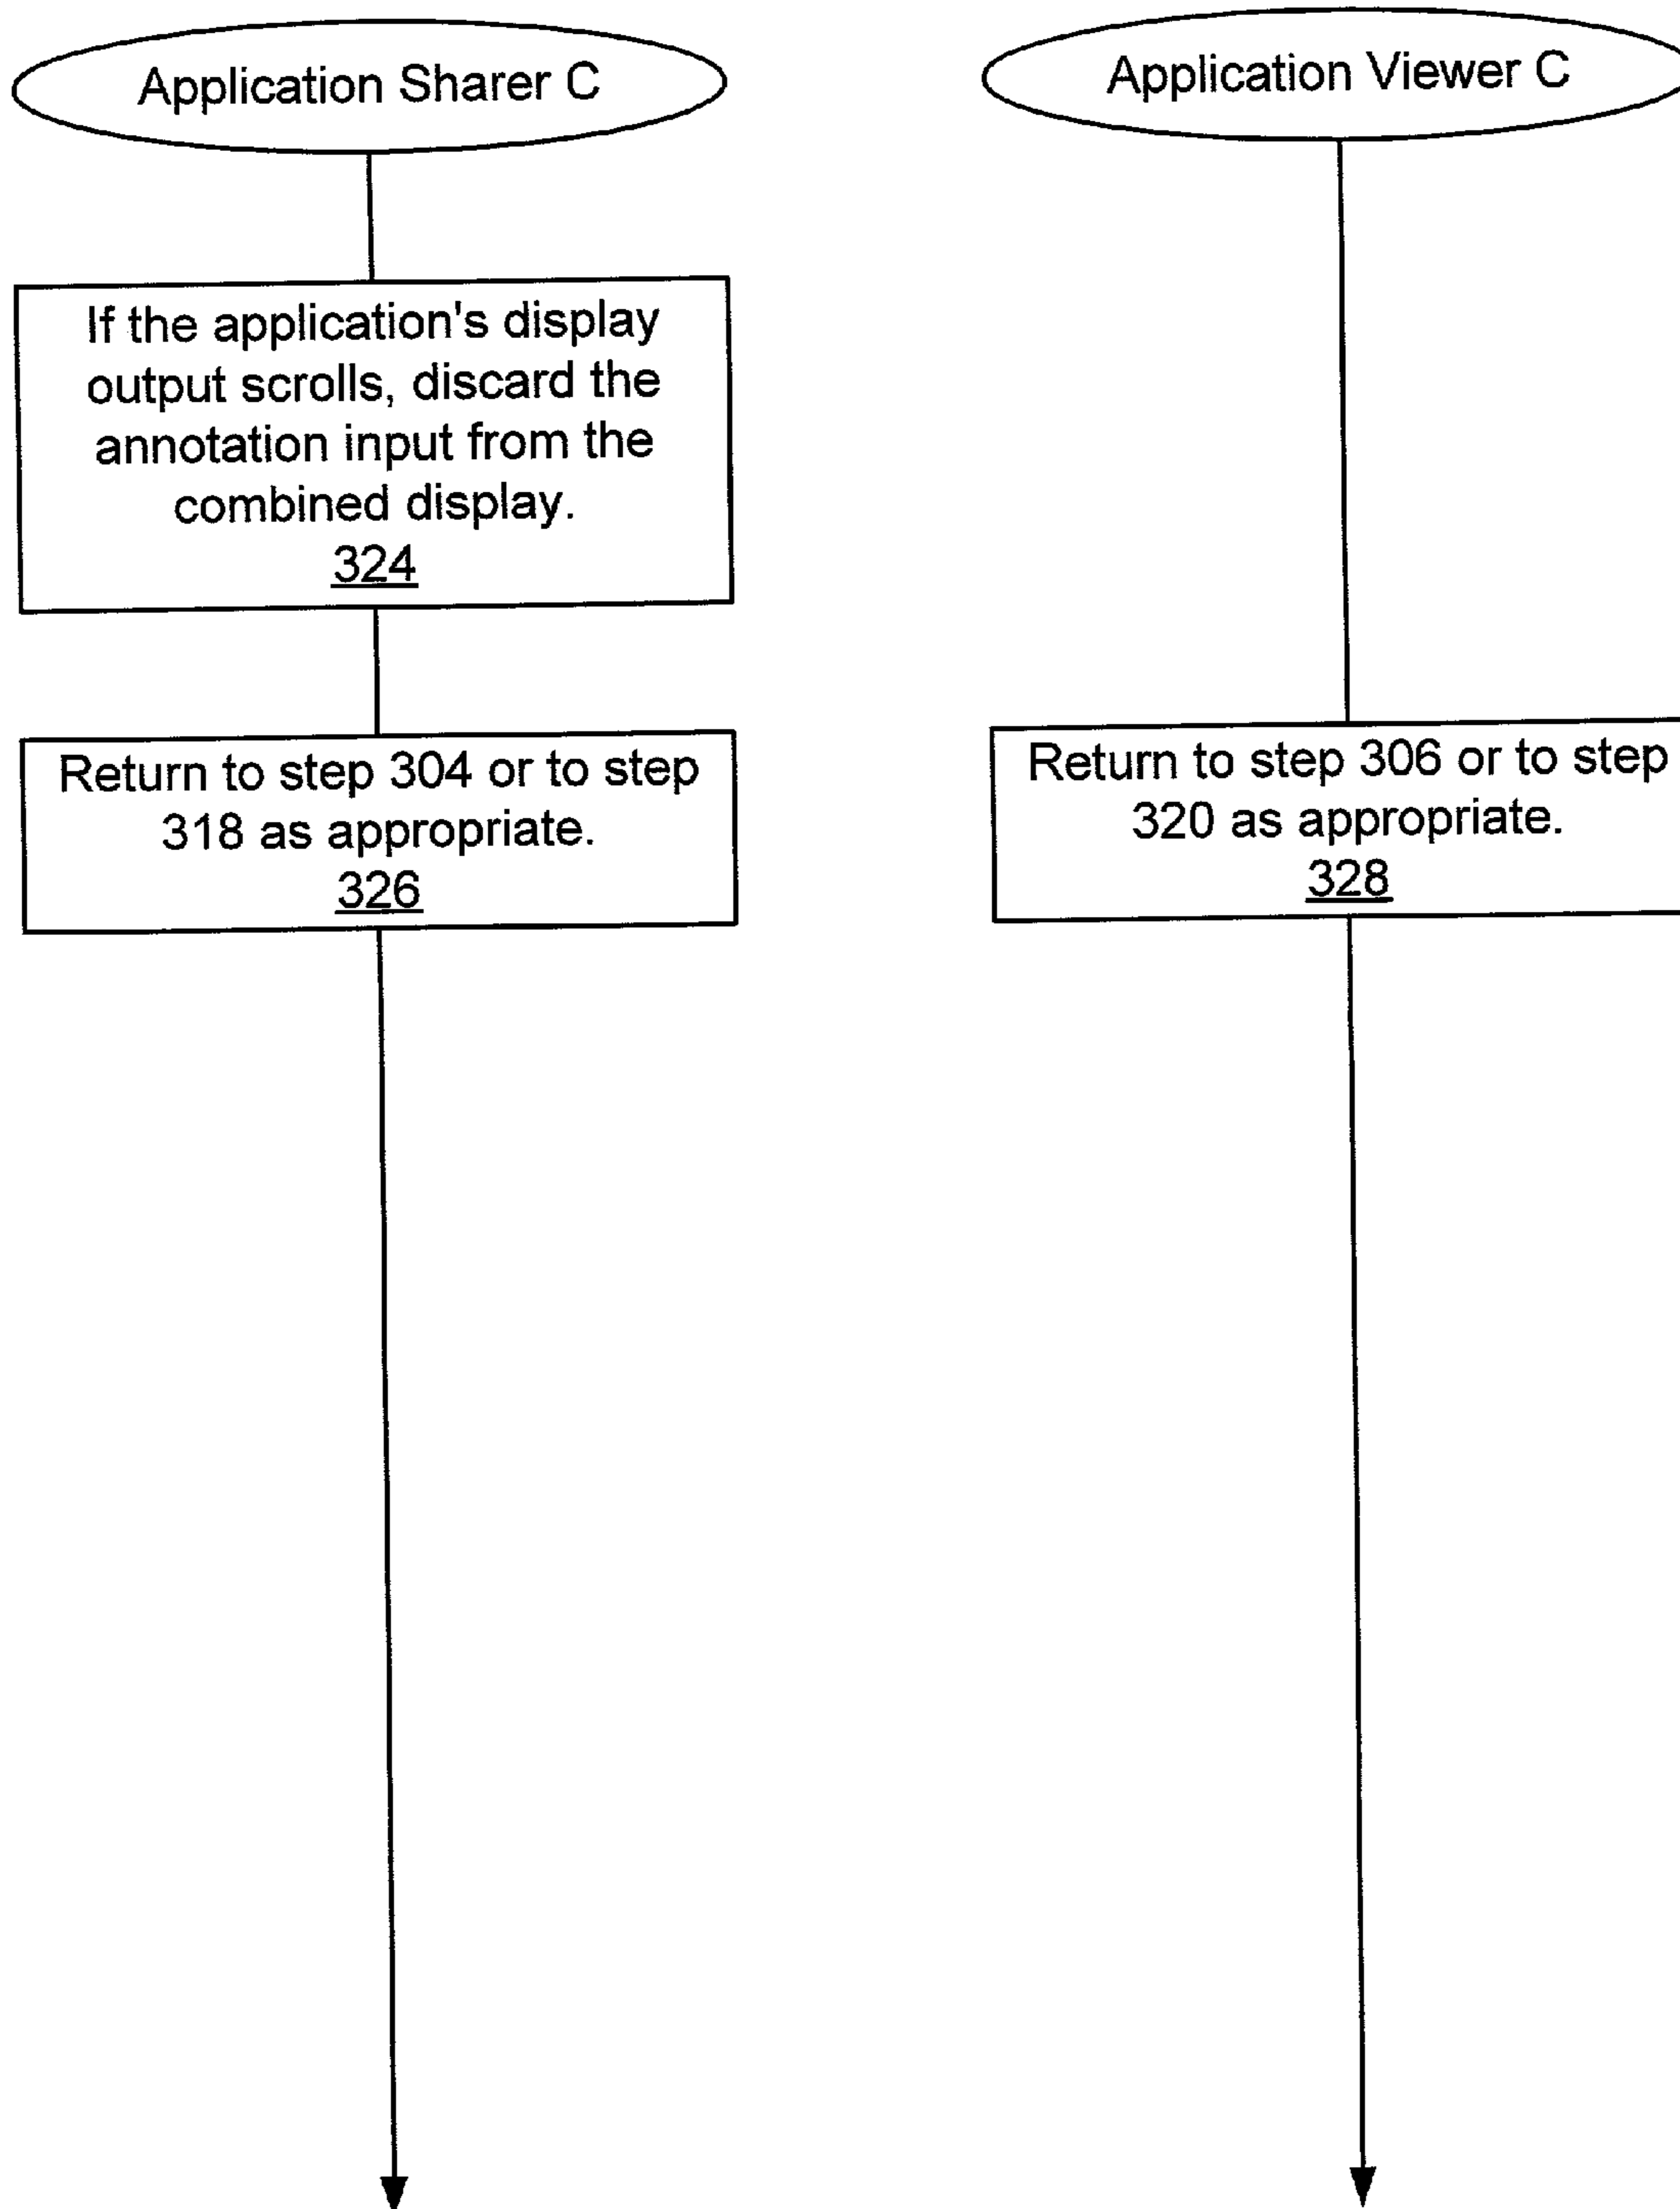 Application Sharer C
Application Viewer C
If the application's display
output scrolls, discard the
annotation input from the
combined display.
324
Return to step 304 or to step
318 as appropriate.
326
Return to step 306 or to step
320 as appropriate.
328